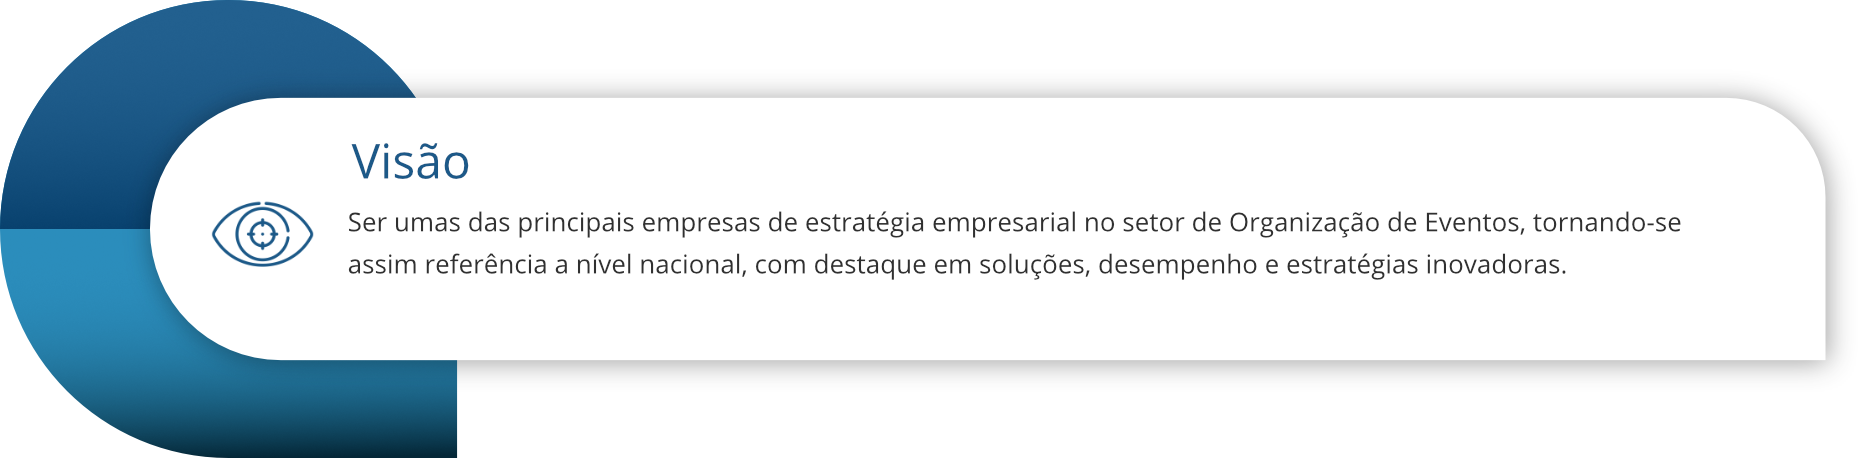 Visão
Ser umas das principais empresas de estratégia empresarial no setor de Organização de Eventos, tornando-se
assim referência a nível nacional, com destaque em soluções, desempenho e estratégias inovadoras.